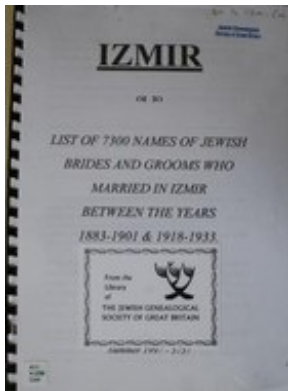 IZMIR
LIST OF 7300 NAMES OF JEWISH
BRIDES AND GROOMS WHO
MARRIED IN IZMIR
BETWEEN THE YEARS
1883-1901 & 1918-1933.
From the
Library
of
THE JEWISH GENEALOGICAL
SOCIETY OF GREAT BRITAIN